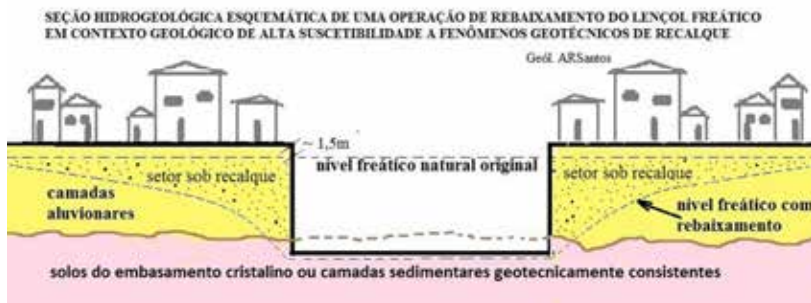 SEÇÃO HIDROGEOLÓGICA ESQUEMÁTICA DE UMA OPERAÇÃO DE REBAIXAMENTO DO LENÇOL FREÁTICO
EM CONTEXTO GEOLÓGICO DE ALTA SUSCETIBILIDADE A FENÔMENOS GEOTÉCNICOS DE RECALQUE
Geól. ARSantos
~ 1,5m
nível freático natural original
setor sob recalque
setor sob recalque
camadas
aluvionares
nível freático com
rebaixamento
solos do embasamento cristalino ou camadas sedimentares geotecnicamente consistentes